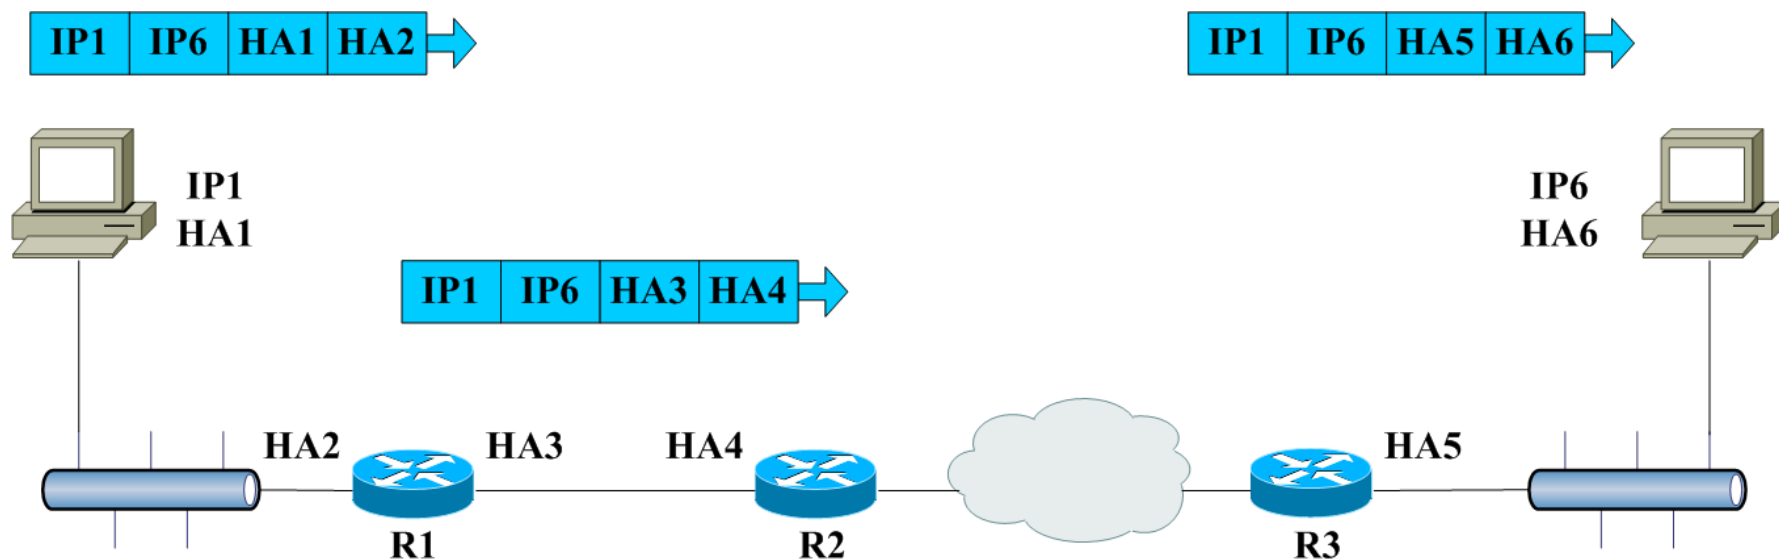 IP1 IP6 HA1 HA2
IP1 IP6 HA5 HA6
IP1
HA1
IP6
HA6
IP1 IP6 HA3 HA4
HA2
HA3
HA4
HA5
R1
R2
R3